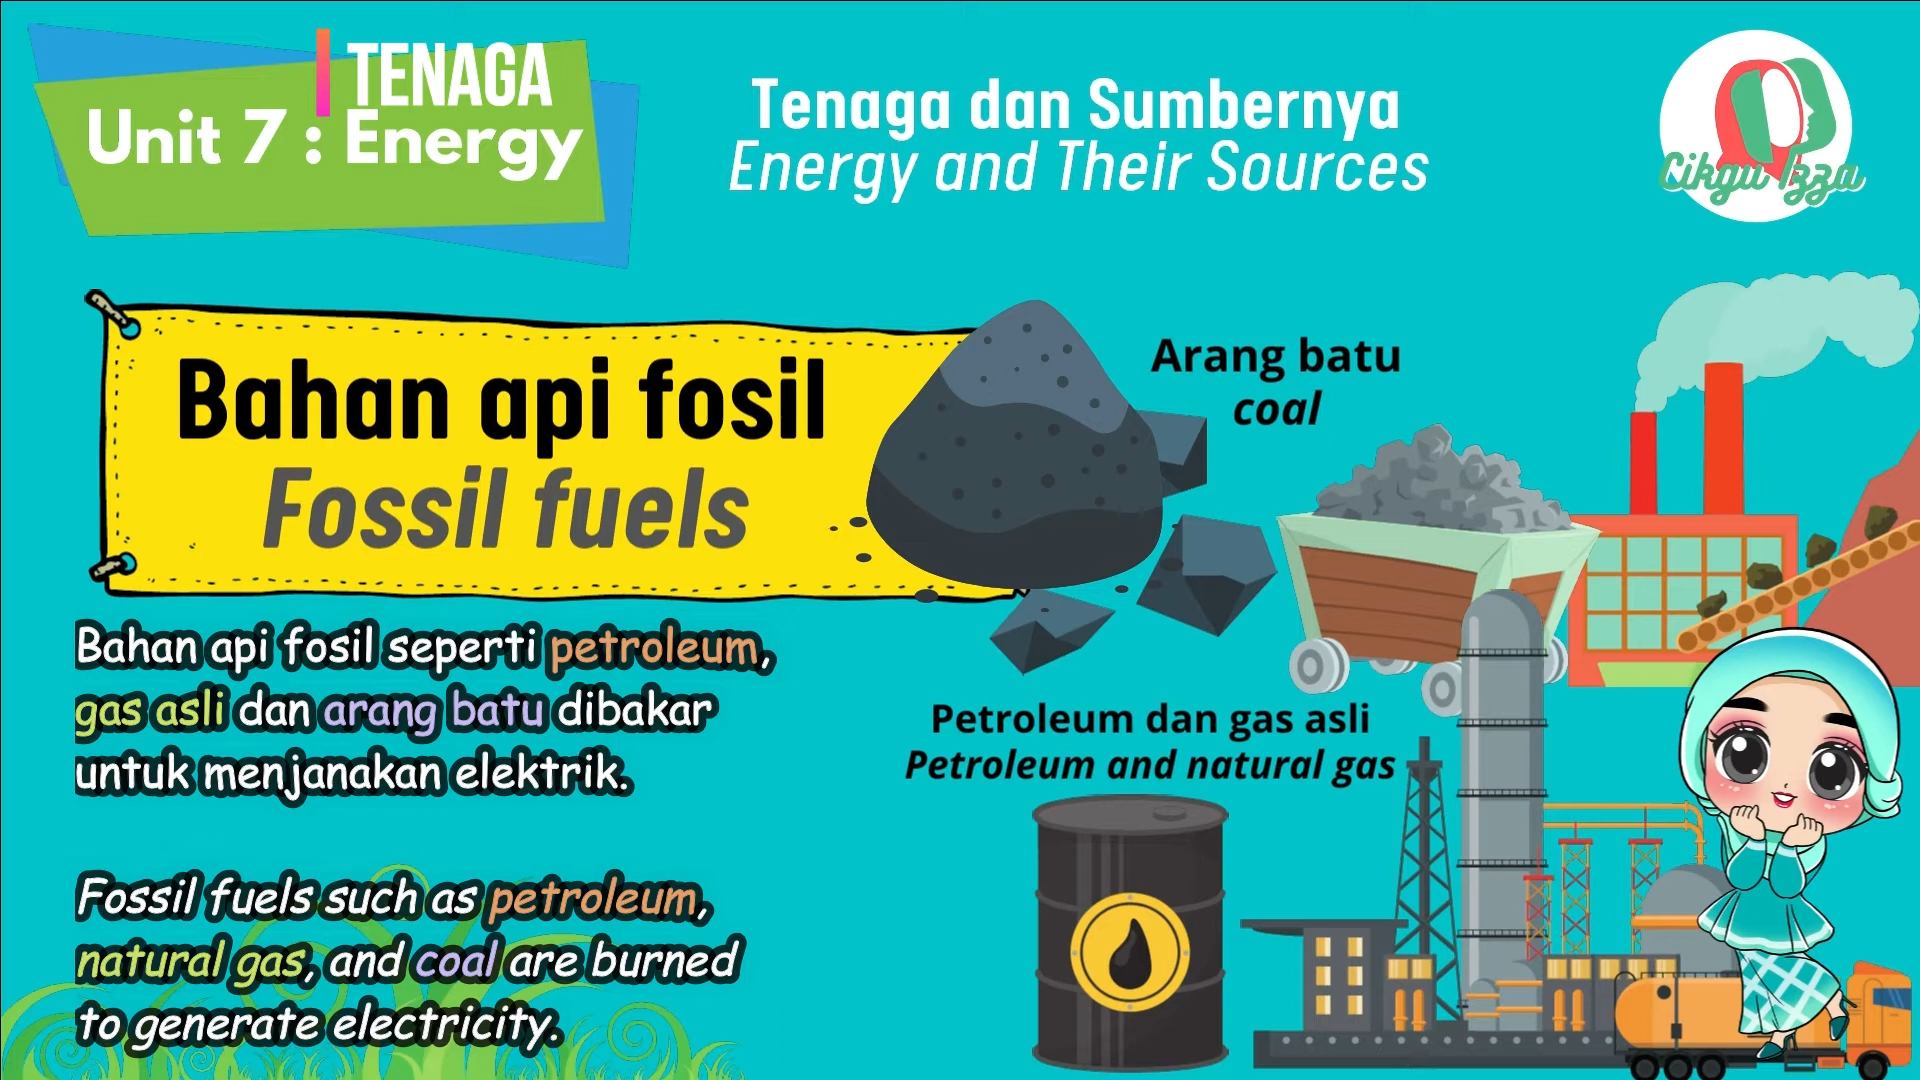 TENAGA
Unit 7 : Energy
Tenaga dan Sumbernya
Energy and Their Sources
Cikgu Izza
Bahan api fosil
Fossil fuels
Arang batu
coal
Bahan api fosil seperti petroleum,
gas asli dan arang batu dibakar
untuk menjanakan elektrik.
Petroleum dan gas asli
Petroleum and natural gas
Fossil fuels such as petroleum,
natural gas, and coal are burned
to generate electricity.